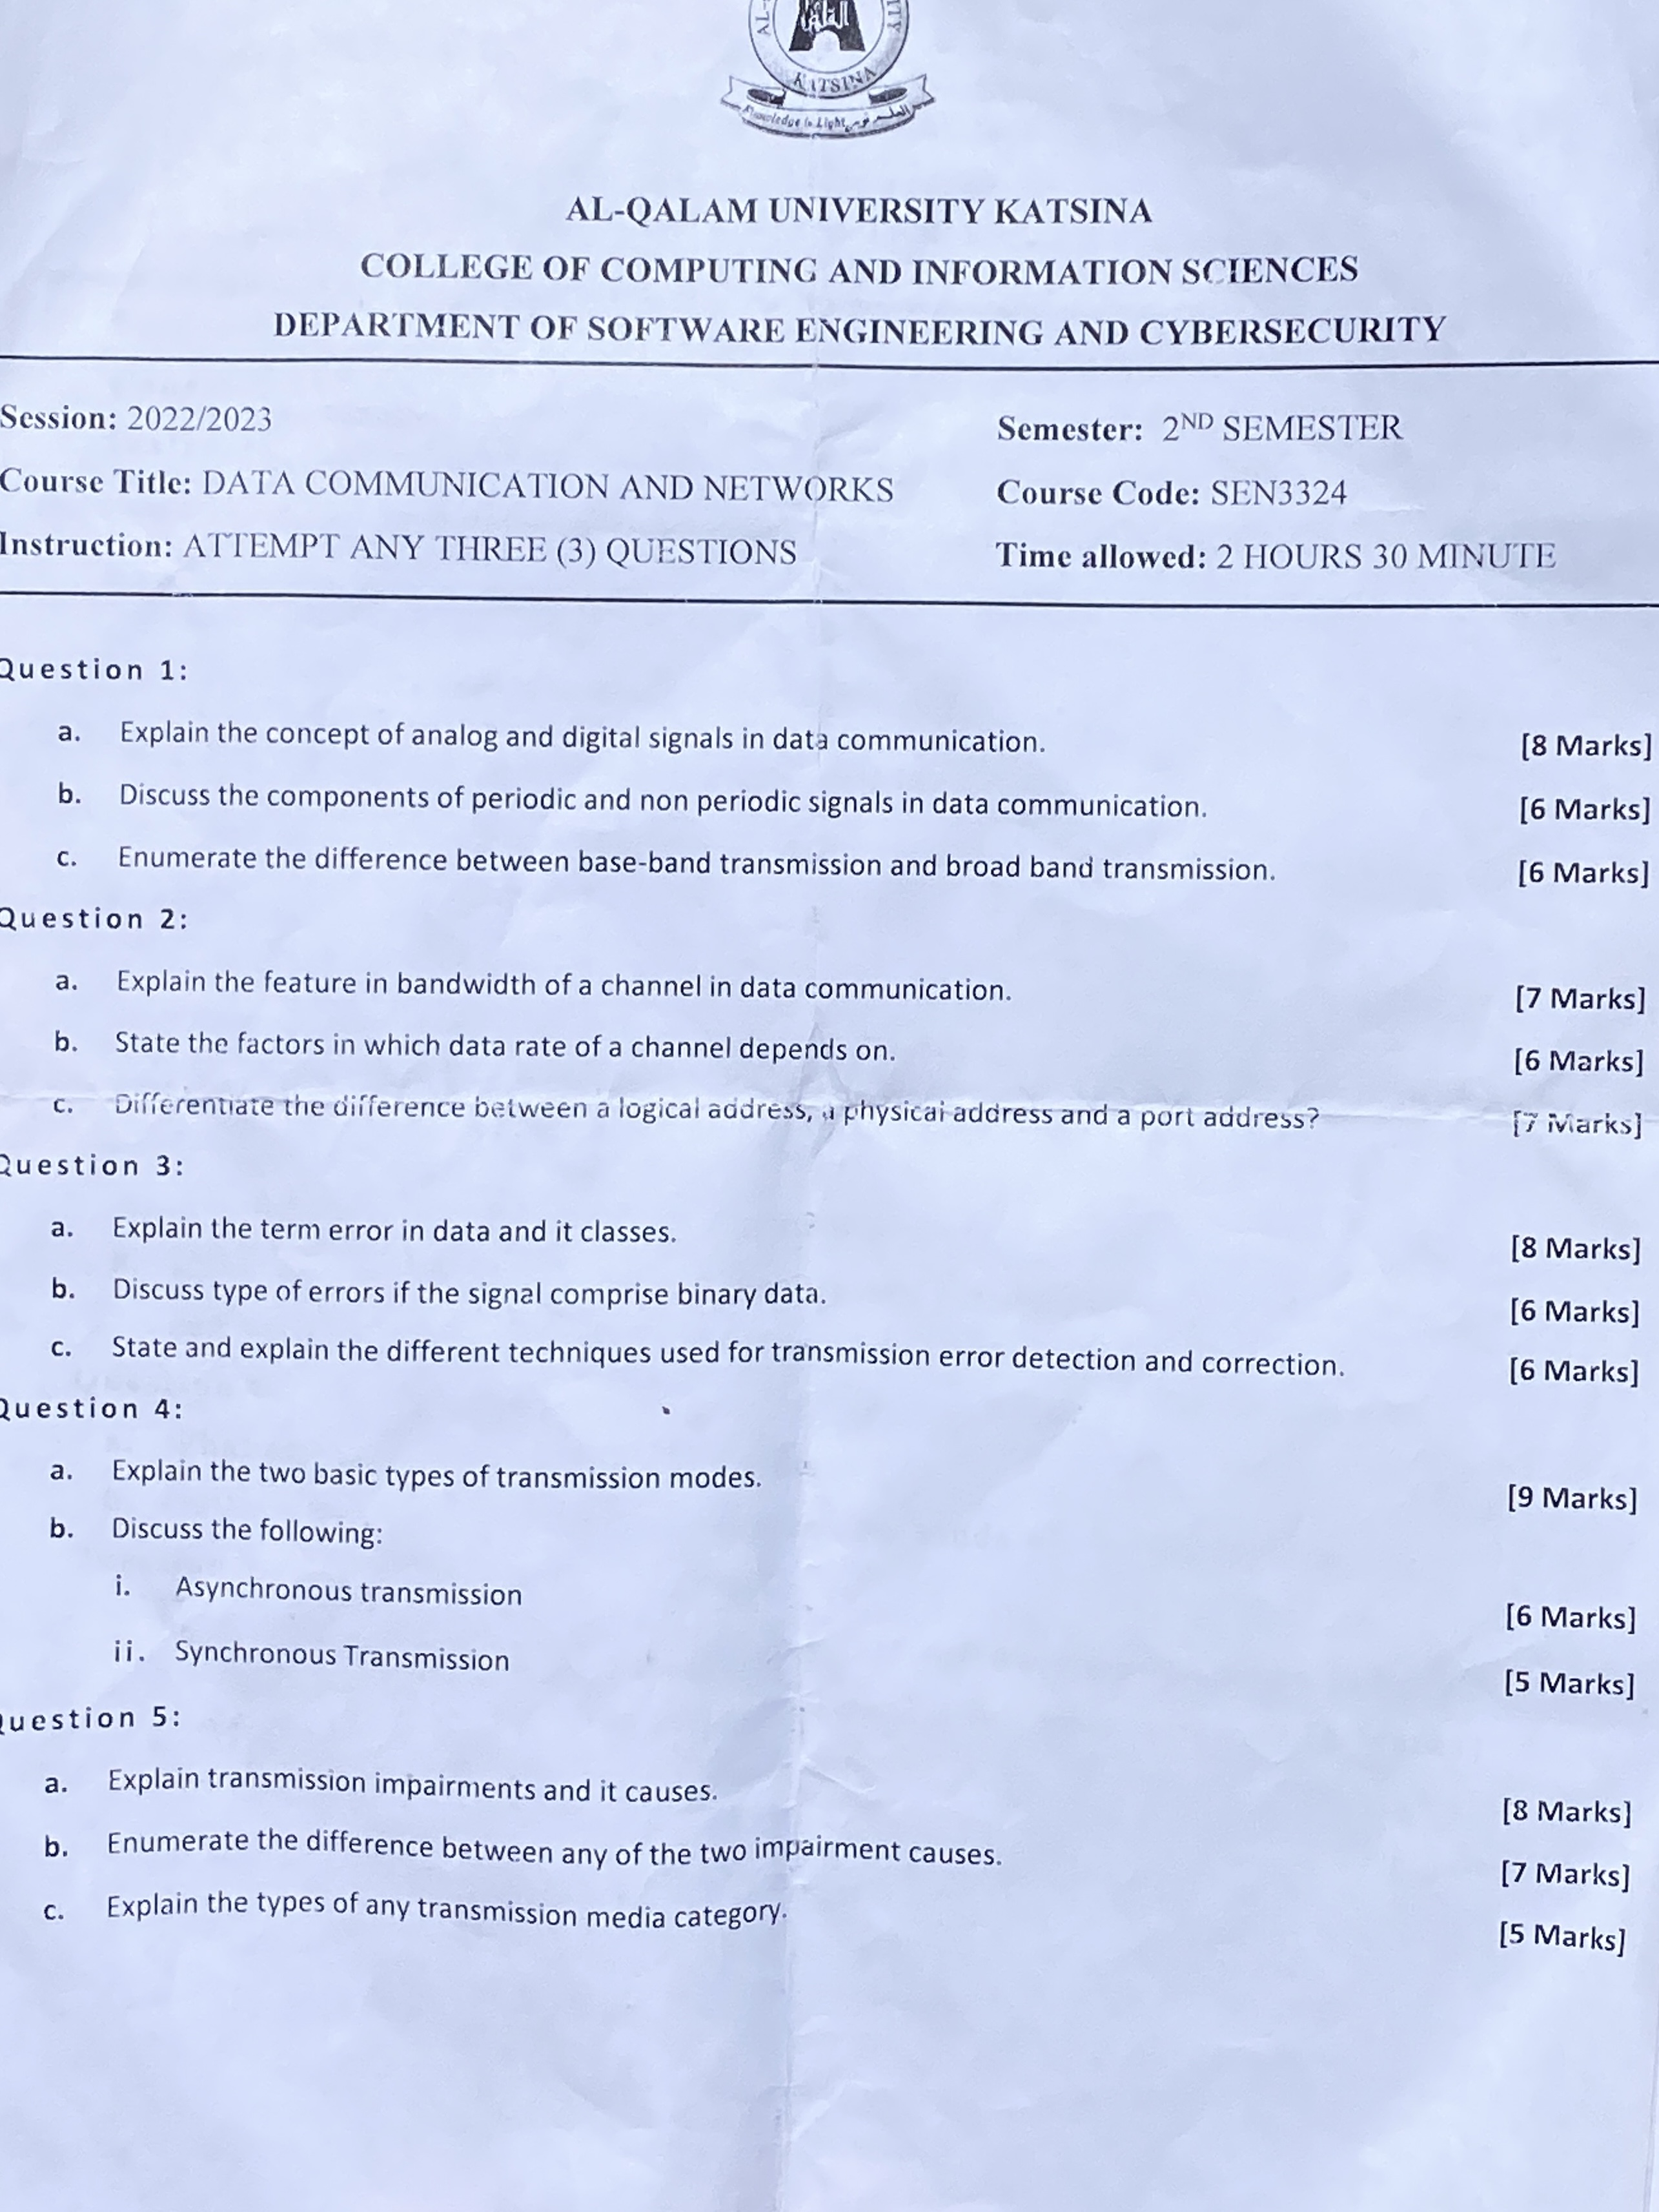 KATSINA
Knowledge is Light
AL-QALAM UNIVERSITY KATSINA
COLLEGE OF COMPUTING AND INFORMATION SCIENCES
DEPARTMENT OF SOFTWARE ENGINEERING AND CYBERSECURITY
Session: 2022/2023 Semester: 2ND SEMESTER
Course Title: DATA COMMUNICATION AND NETWORKS Course Code: SEN3324
Instruction: ATTEMPT ANY THREE (3) QUESTIONS Time allowed: 2 HOURS 30 MINUTE
Question 1:
a. Explain the concept of analog and digital signals in data communication. [8 Marks]
b. Discuss the components of periodic and non periodic signals in data communication. [6 Marks]
c. Enumerate the difference between base-band transmission and broad band transmission. [6 Marks]
Question 2:
a. Explain the feature in bandwidth of a channel in data communication. [7 Marks]
b. State the factors in which data rate of a channel depends on. [6 Marks]
c. Differentiate the difference between a logical address, a physical address and a port address? [7 Marks]
Question 3:
a. Explain the term error in data and it classes. [8 Marks]
b. Discuss type of errors if the signal comprise binary data. [6 Marks]
c. State and explain the different techniques used for transmission error detection and correction. [6 Marks]
Question 4:
a. Explain the two basic types of transmission modes. [9 Marks]
b. Discuss the following:
i. Asynchronous transmission [6 Marks]
ii. Synchronous Transmission [5 Marks]
Question 5:
a. Explain transmission impairments and it causes. [8 Marks]
b. Enumerate the difference between any of the two impairment causes. [7 Marks]
c. Explain the types of any transmission media category. [5 Marks]